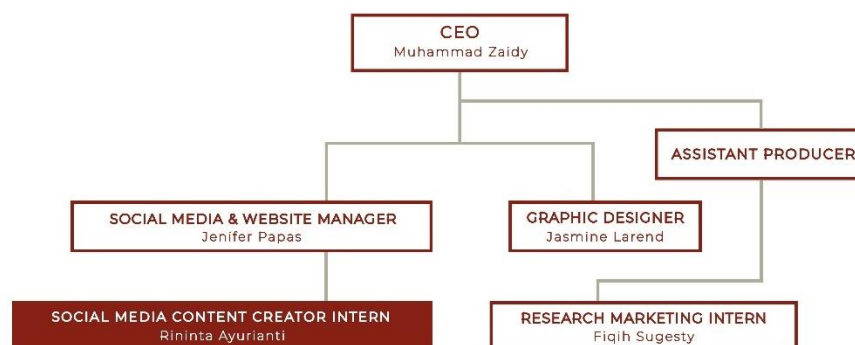 CEO
Muhammad Zaidy
ASSISTANT PRODUCER
SOCIAL MEDIA & WEBSITE MANAGER
Jenifer Papas
GRAPHIC DESIGNER
Jasmine Larend
SOCIAL MEDIA CONTENT CREATOR INTERN
Rininta Ayurianti
RESEARCH MARKETING INTERN
Fiqih Sugesty